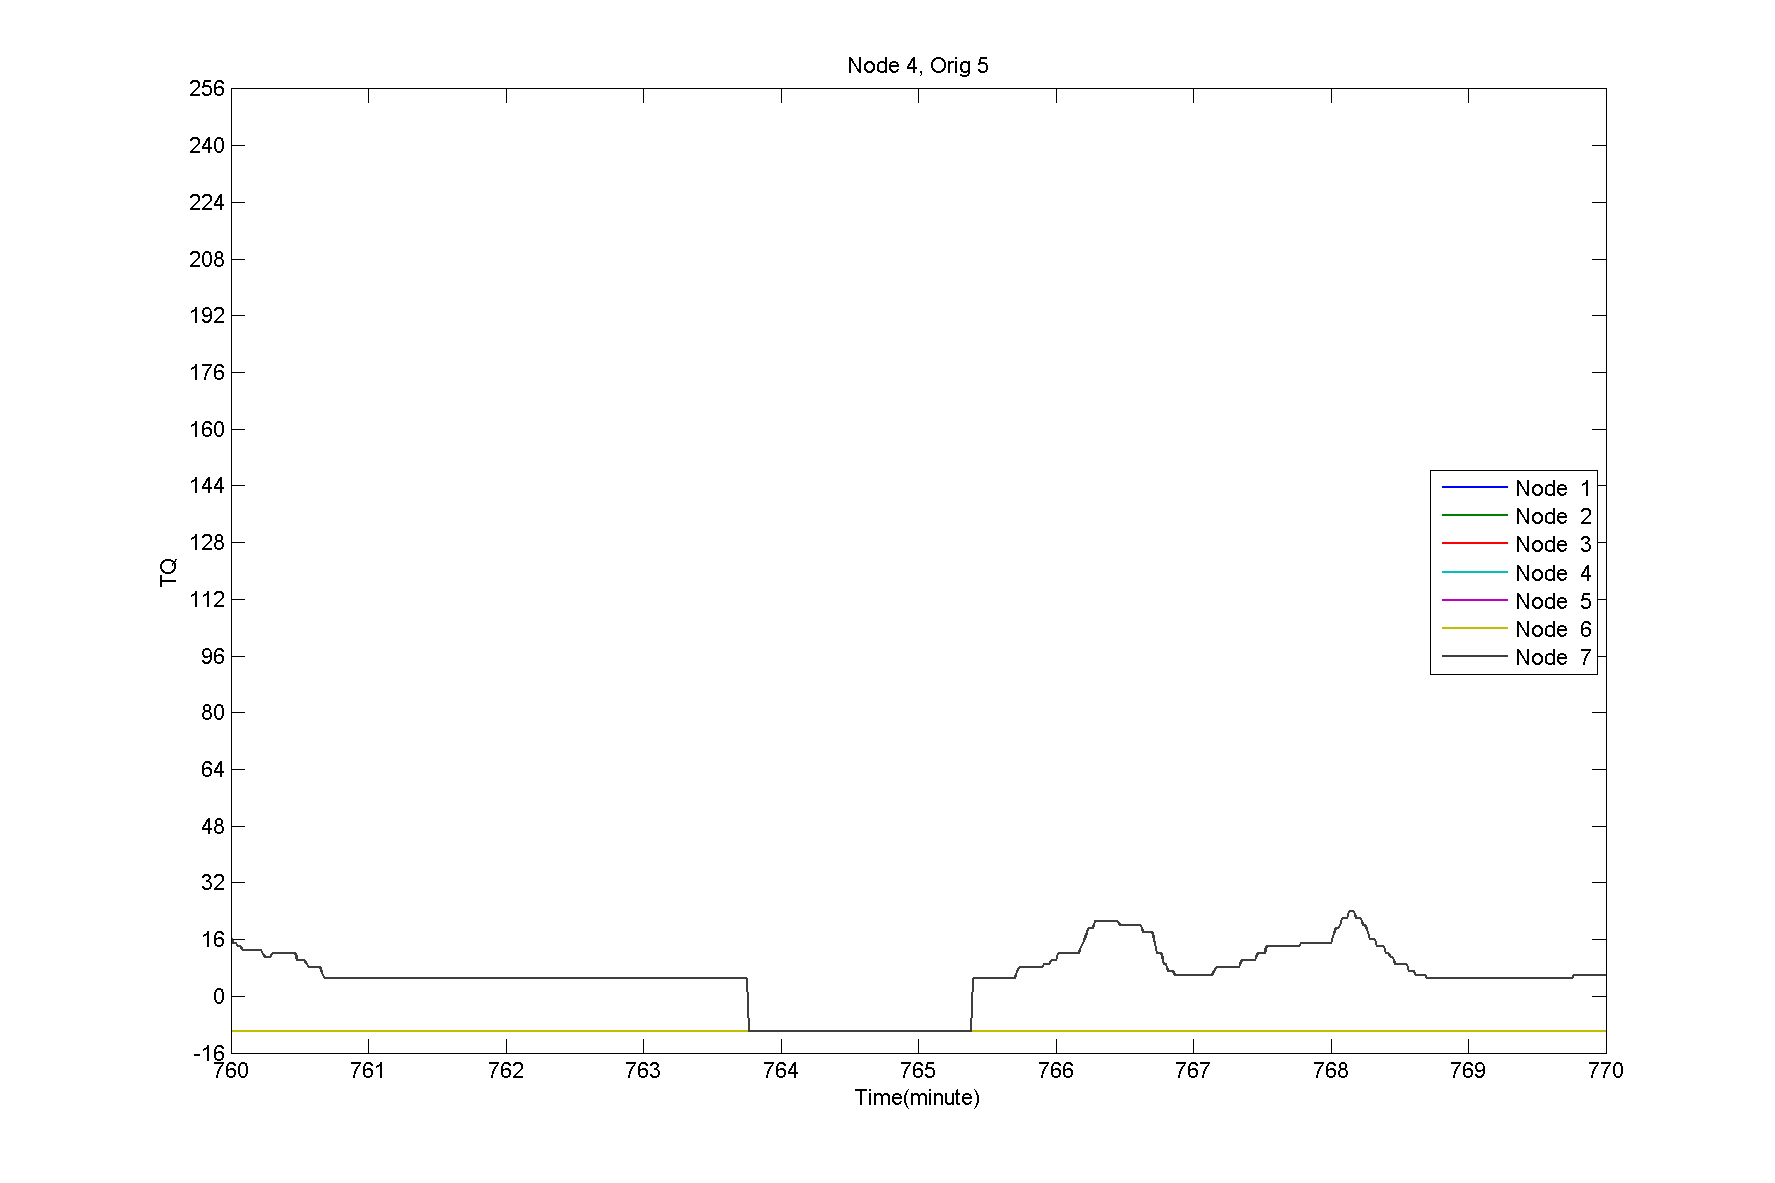 Node 4, Orig 5
256
240
224
208
192
176
160
144
128
112
96
80
64
48
32
16
0
-16
TQ
Node 1
Node 2
Node 3
Node 4
Node 5
Node 6
Node 7
760 761 762 763 764 765 766 767 768 769 770
Time(minute)